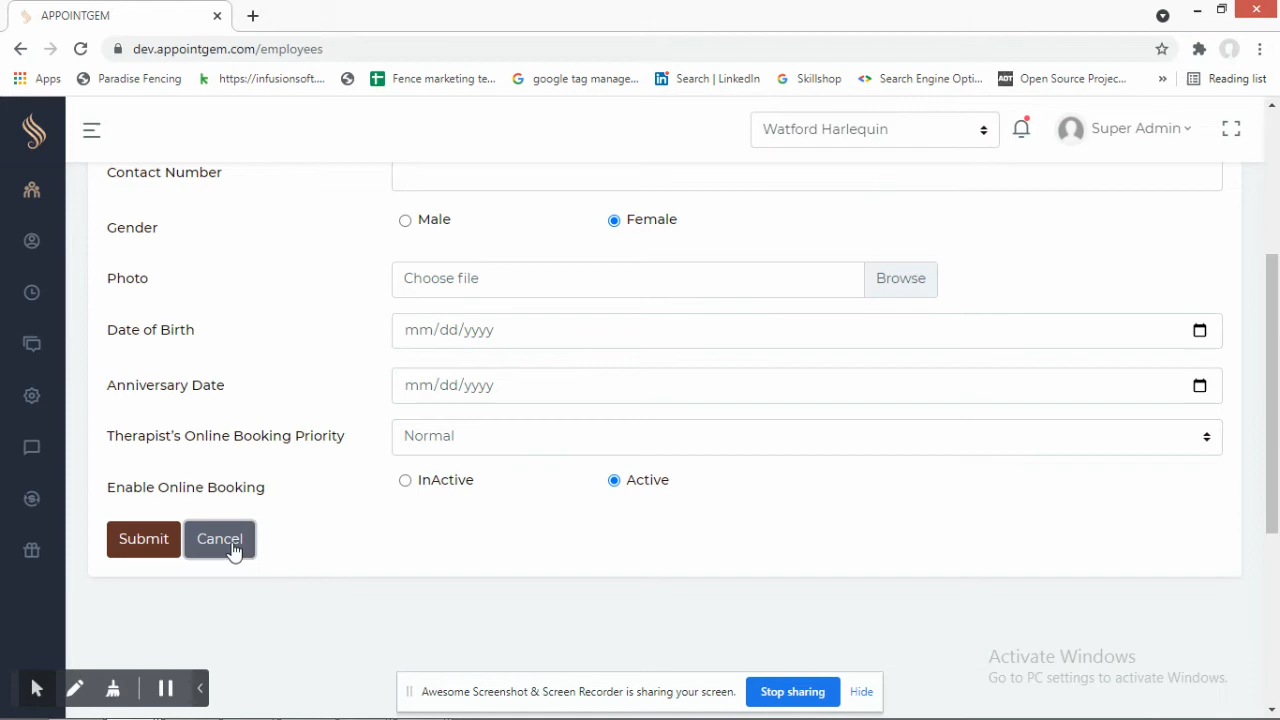 APPOINTGEM
dev.appointgem.com/employees
Apps Paradise Fencing https://infusionsoft.... Fence marketing te... google tag manage... Search | LinkedIn Skillshop Search Engine Opti... Open Source Projec... » Reading list
Watford Harlequin Super Admin
Contact Number
Gender Male Female
Photo Choose file Browse
Date of Birth mm/dd/yyyy
Anniversary Date mm/dd/yyyy
Therapist's Online Booking Priority Normal
Enable Online Booking InActive Active
Submit Cancel
Activate Windows
Go to PC settings to activate Windows.
Awesome Screenshot & Screen Recorder is sharing your screen. Stop sharing Hide